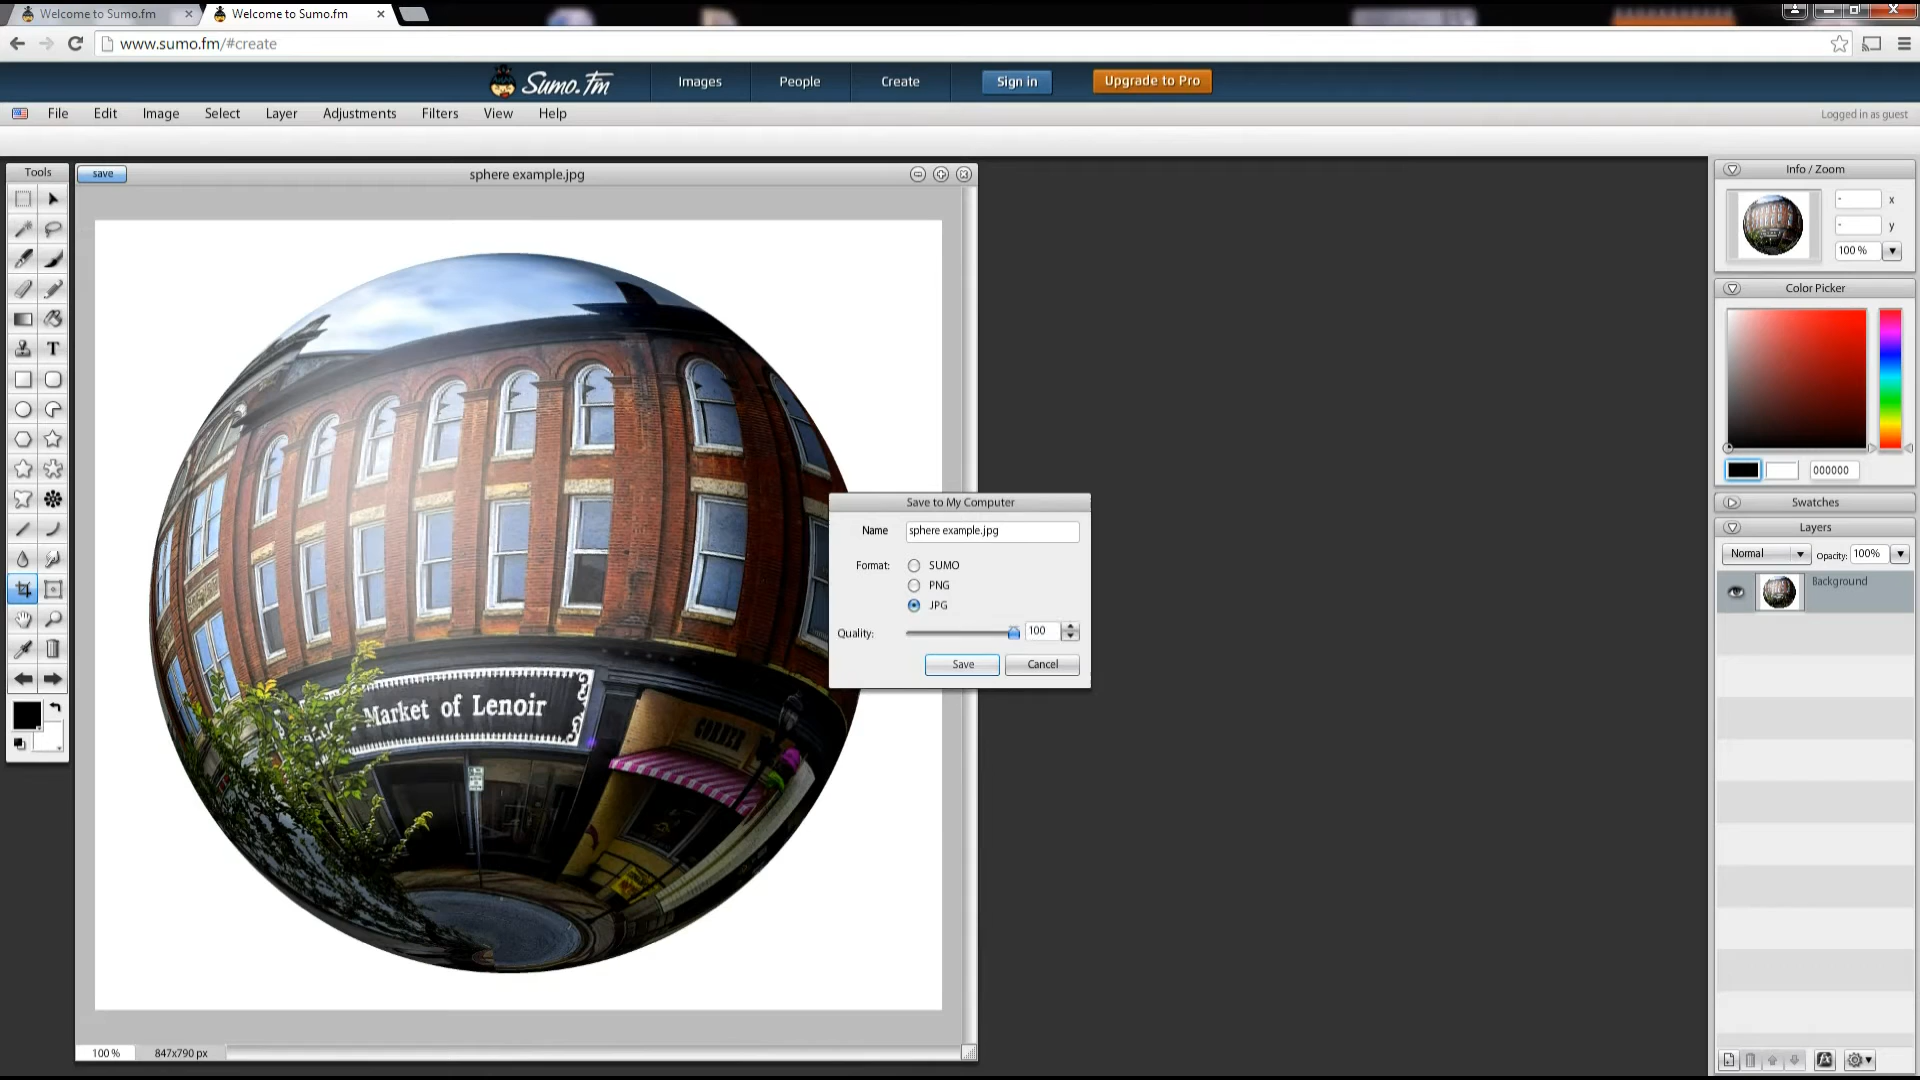 Welcome to Sumo.fm
Welcome to Sumo.fm
www.sumo.fm/#create
Sumo.Fm
Images
People
Create
Sign in
Upgrade to Pro
File Edit Image Select Layer Adjustments Filters View Help
Logged in as guest
Tools
save
sphere example.jpg
Info / Zoom
x
y
100 %
Color Picker
000000
Swatches
Layers
Normal
Opacity: 100%
Background
Save to My Computer
Name sphere example.jpg
Format: SUMO
PNG
JPG
Quality: 100
Save Cancel
Market of Lenoir
100 % 847x790 px